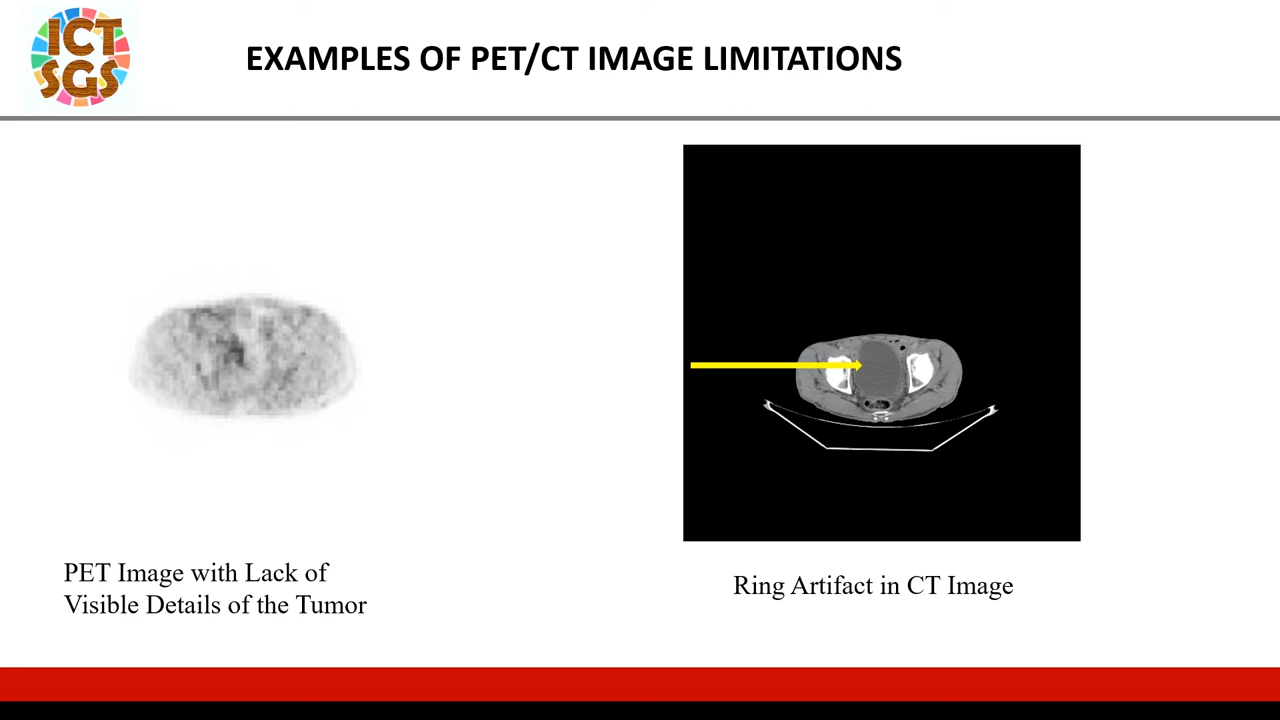 ICT
SGS
EXAMPLES OF PET/CT IMAGE LIMITATIONS
PET Image with Lack of
Visible Details of the Tumor
Ring Artifact in CT Image